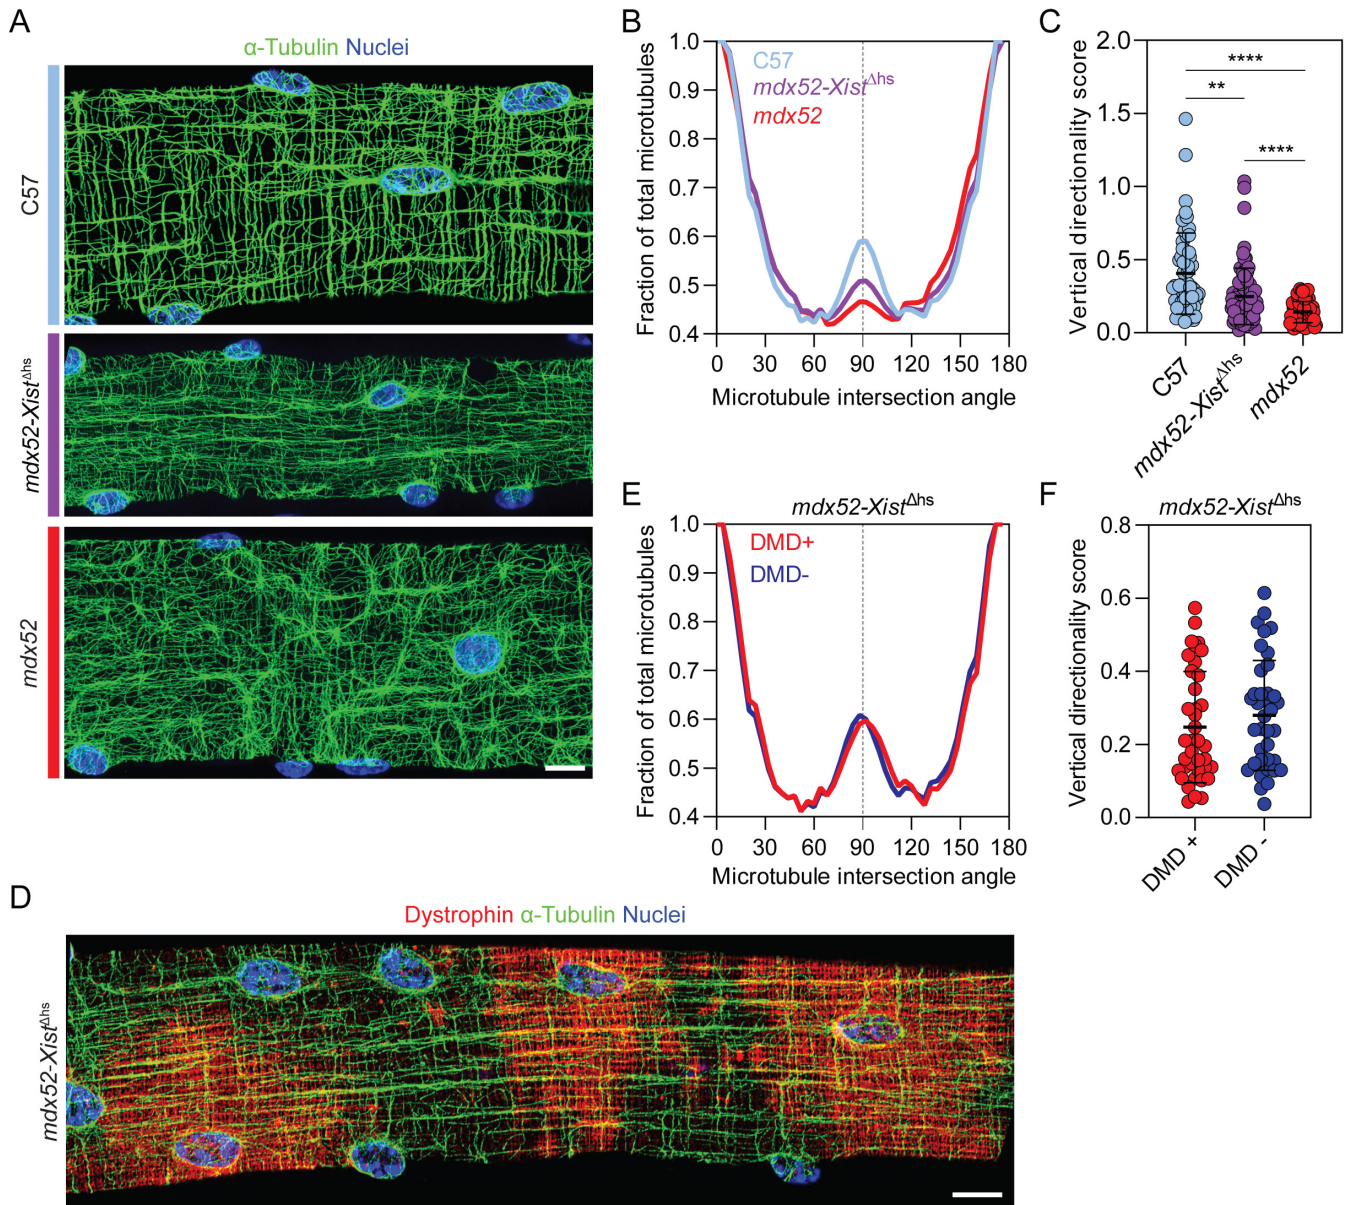 A
α-Tubulin Nuclei
C57
mdx52-Xist^Δhs
mdx52
B
1.0
0.9
0.8
0.7
0.6
0.5
0.4
Fraction of total microtubules
C57
mdx52-Xist^Δhs
mdx52
0 30 60 90 120 150 180
Microtubule intersection angle
C
2.0
1.5
1.0
0.5
0.0
Vertical directionality score
****
**
****
C57
mdx52-Xist^Δhs
mdx52
E
mdx52-Xist^Δhs
1.0
0.9
0.8
0.7
0.6
0.5
0.4
Fraction of total microtubules
DMD+
DMD-
0 30 60 90 120 150 180
Microtubule intersection angle
F
mdx52-Xist^Δhs
0.8
0.6
0.4
0.2
0.0
Vertical directionality score
DMD +
DMD -
D
Dystrophin α-Tubulin Nuclei
mdx52-Xist^Δhs